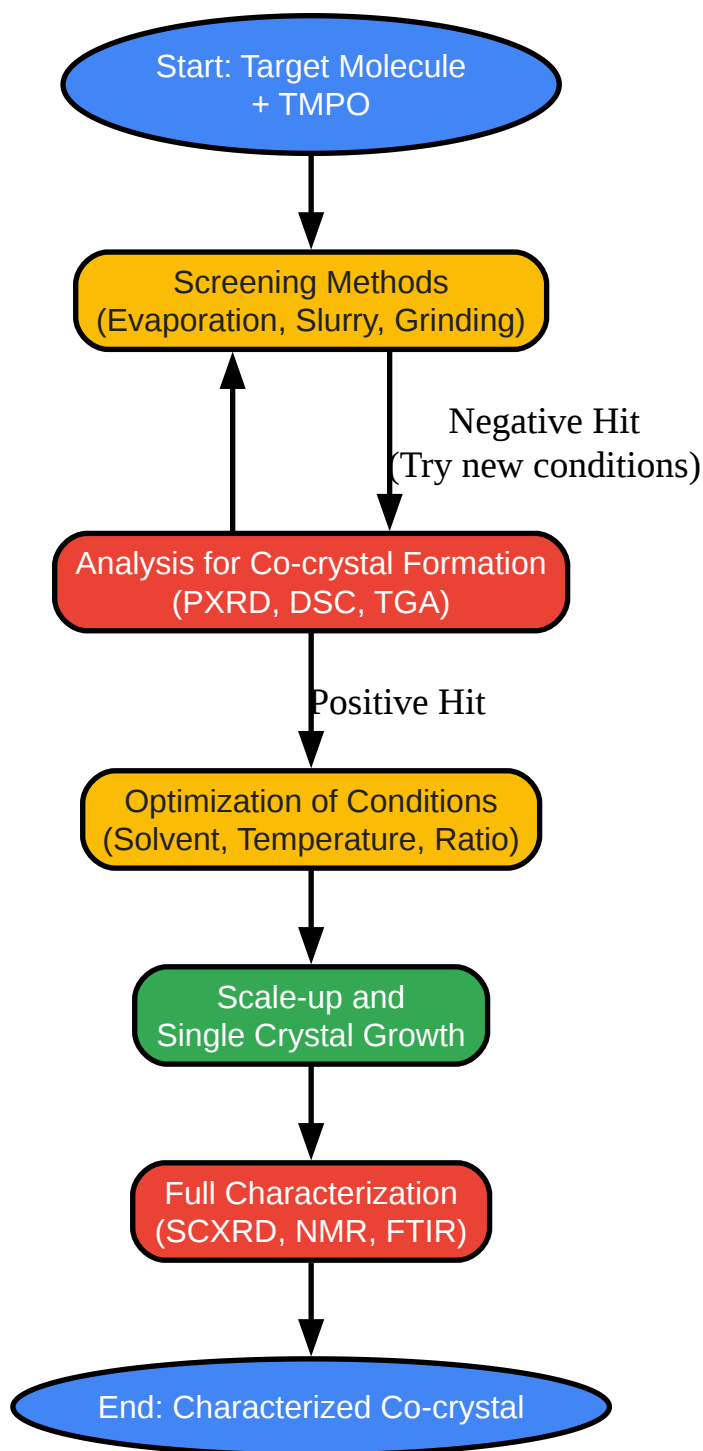 Start: Target Molecule
+ TMPO
Screening Methods
(Evaporation, Slurry, Grinding)
Negative Hit
(Try new conditions)
Analysis for Co-crystal Formation
(PXRD, DSC, TGA)
Positive Hit
Optimization of Conditions
(Solvent, Temperature, Ratio)
Scale-up and
Single Crystal Growth
Full Characterization
(SCXRD, NMR, FTIR)
End: Characterized Co-crystal